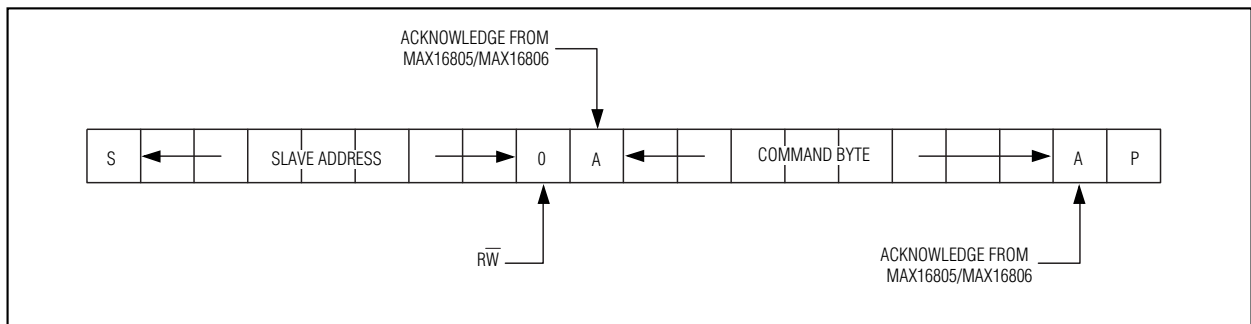 ACKNOWLEDGE FROM
MAX16805/MAX16806
S SLAVE ADDRESS 0 A COMMAND BYTE A P
RW̅
ACKNOWLEDGE FROM
MAX16805/MAX16806